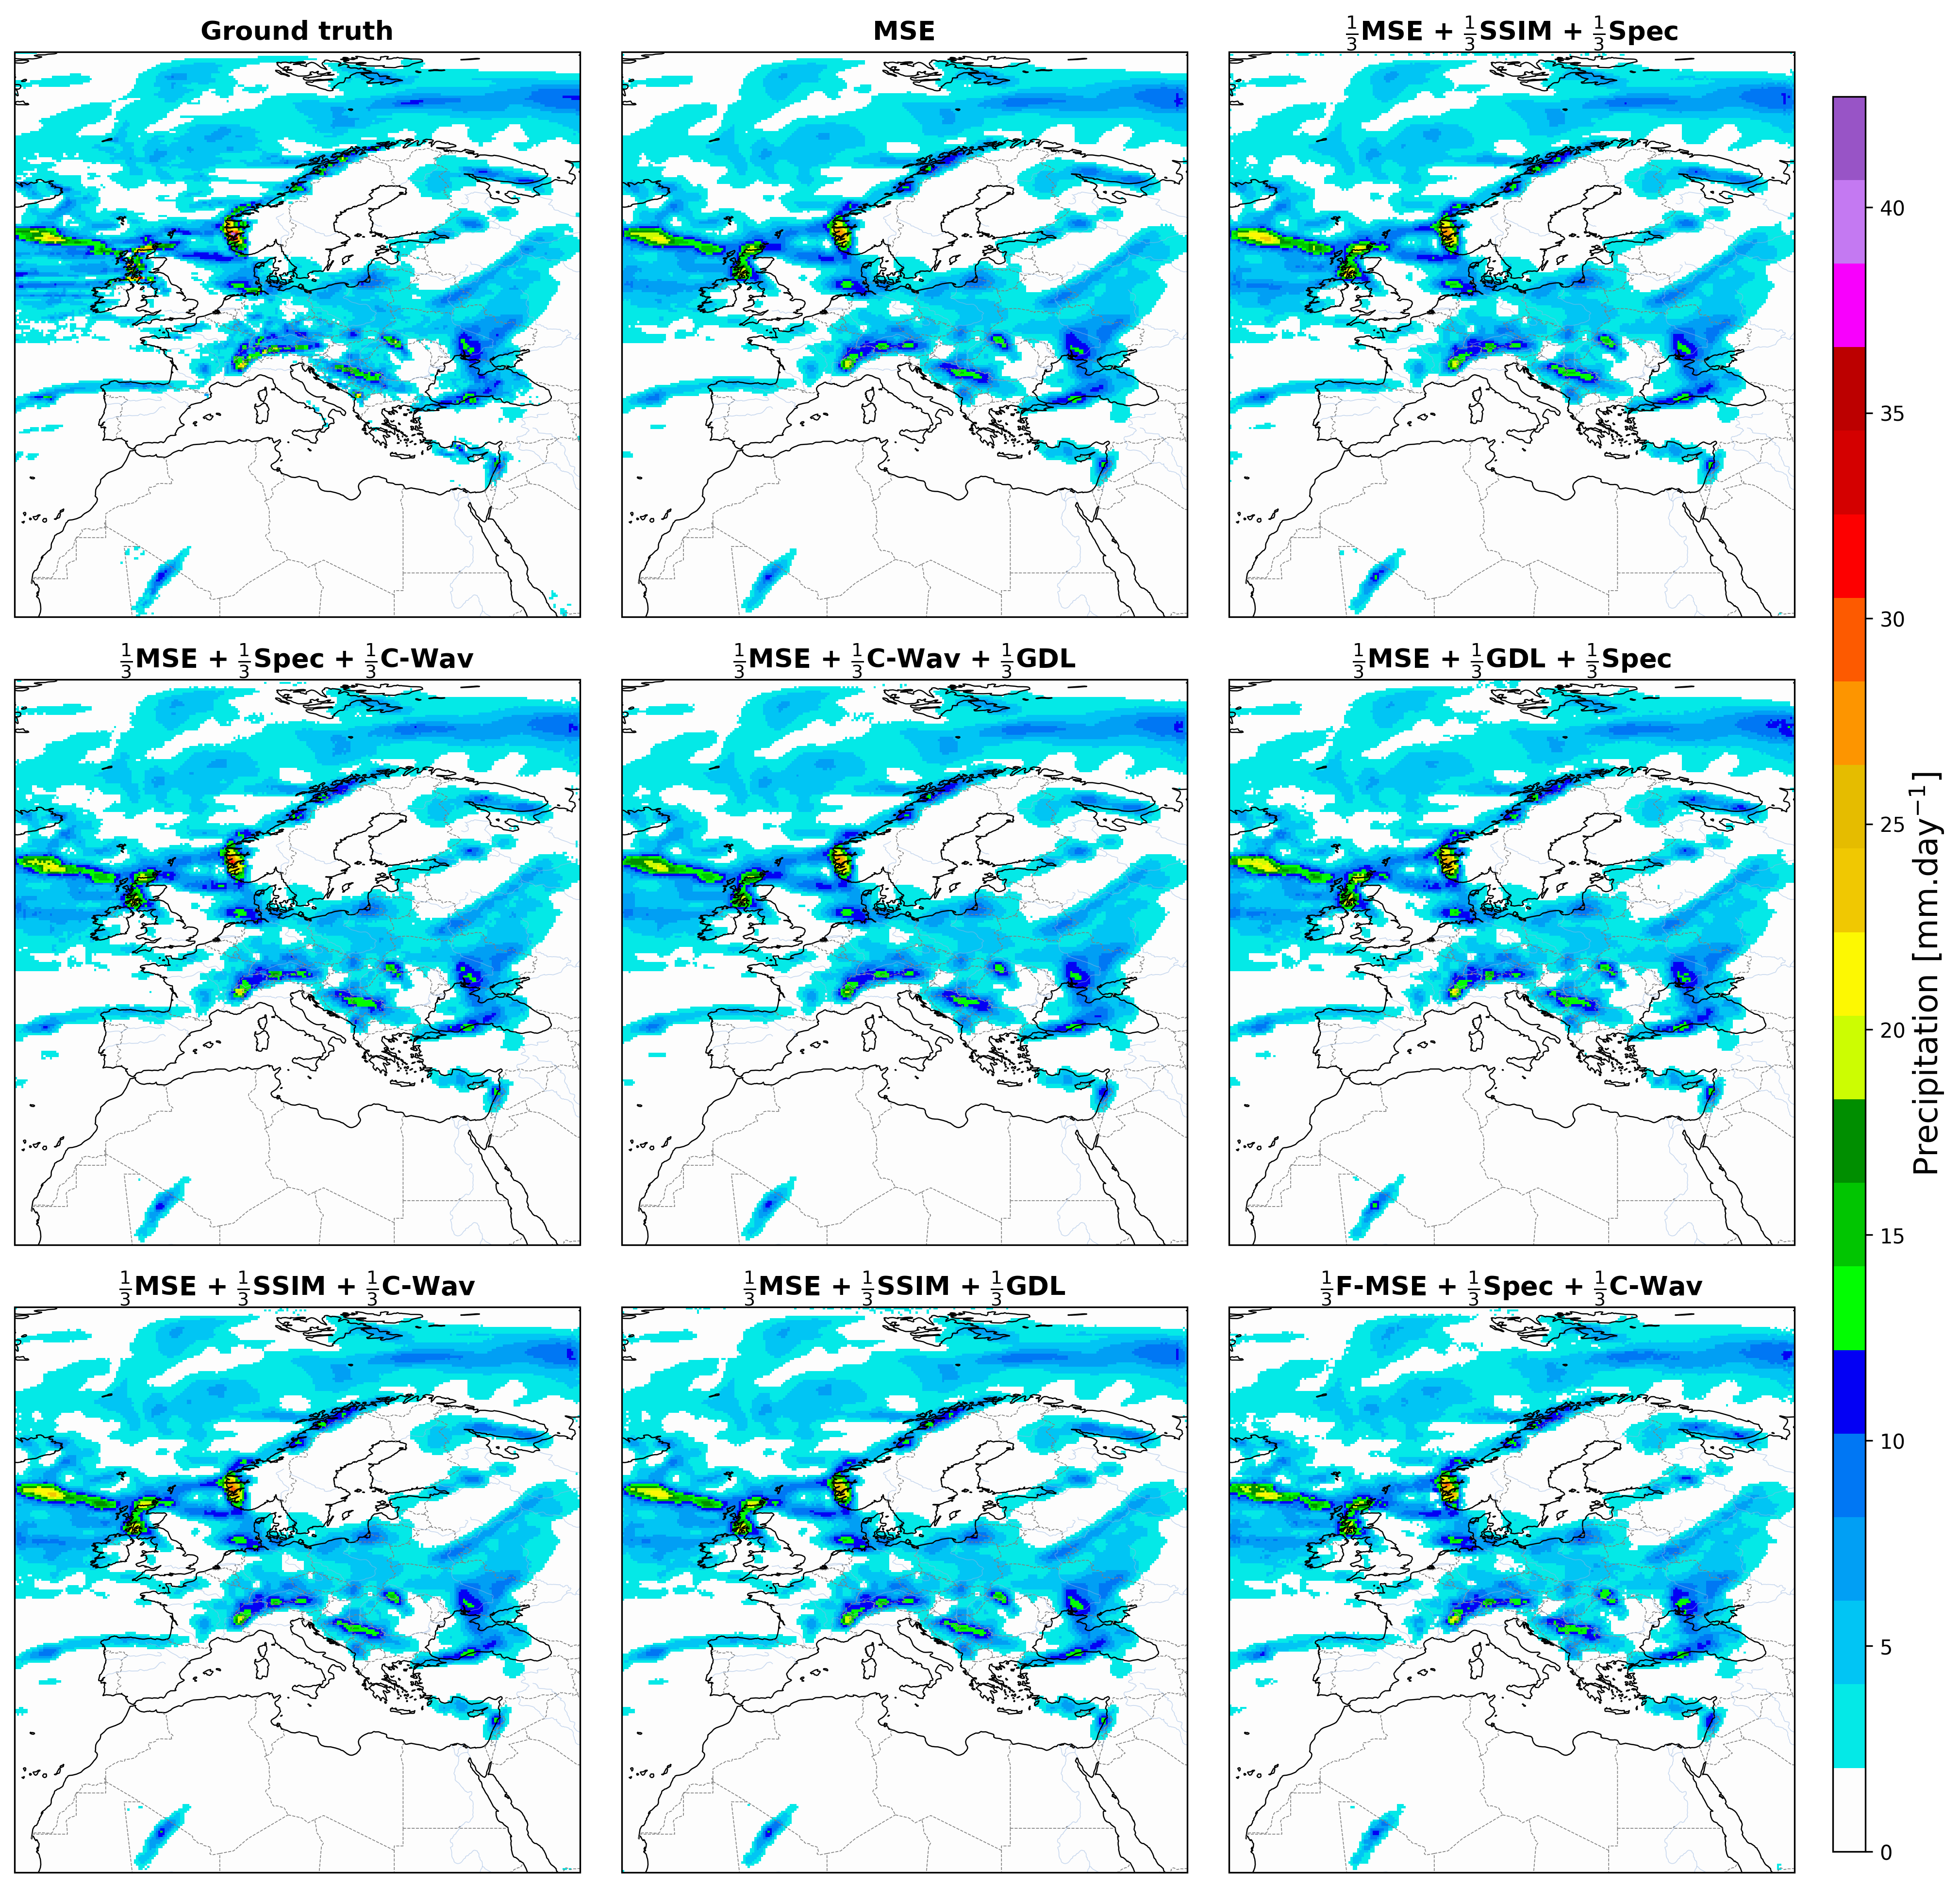 Ground truth
MSE
1/3MSE + 1/3SSIM + 1/3Spec
1/3MSE + 1/3Spec + 1/3C-Wav
1/3MSE + 1/3C-Wav + 1/3GDL
1/3MSE + 1/3GDL + 1/3Spec
1/3MSE + 1/3SSIM + 1/3C-Wav
1/3MSE + 1/3SSIM + 1/3GDL
1/3F-MSE + 1/3Spec + 1/3C-Wav
40
35
30
25
20
15
10
5
0
Precipitation [mm.day⁻¹]